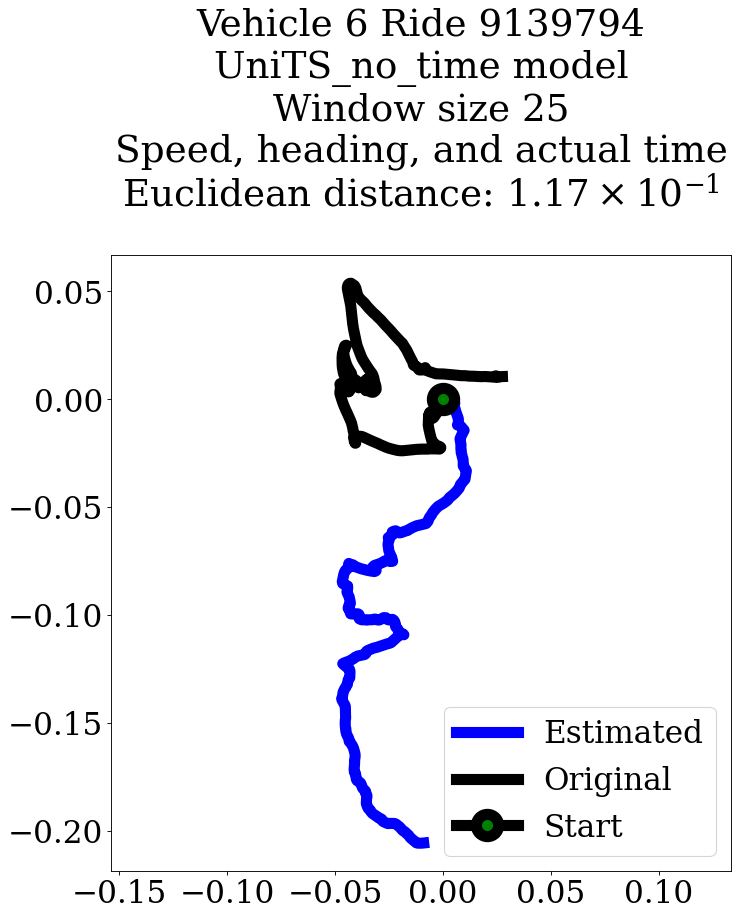 Vehicle 6 Ride 9139794
UniTS_no_time model
Window size 25
Speed, heading, and actual time
Euclidean distance: 1.17 × 10⁻¹
0.05
0.00
−0.05
−0.10
−0.15
−0.20
Estimated
Original
Start
−0.15 −0.10 −0.05 0.00 0.05 0.10